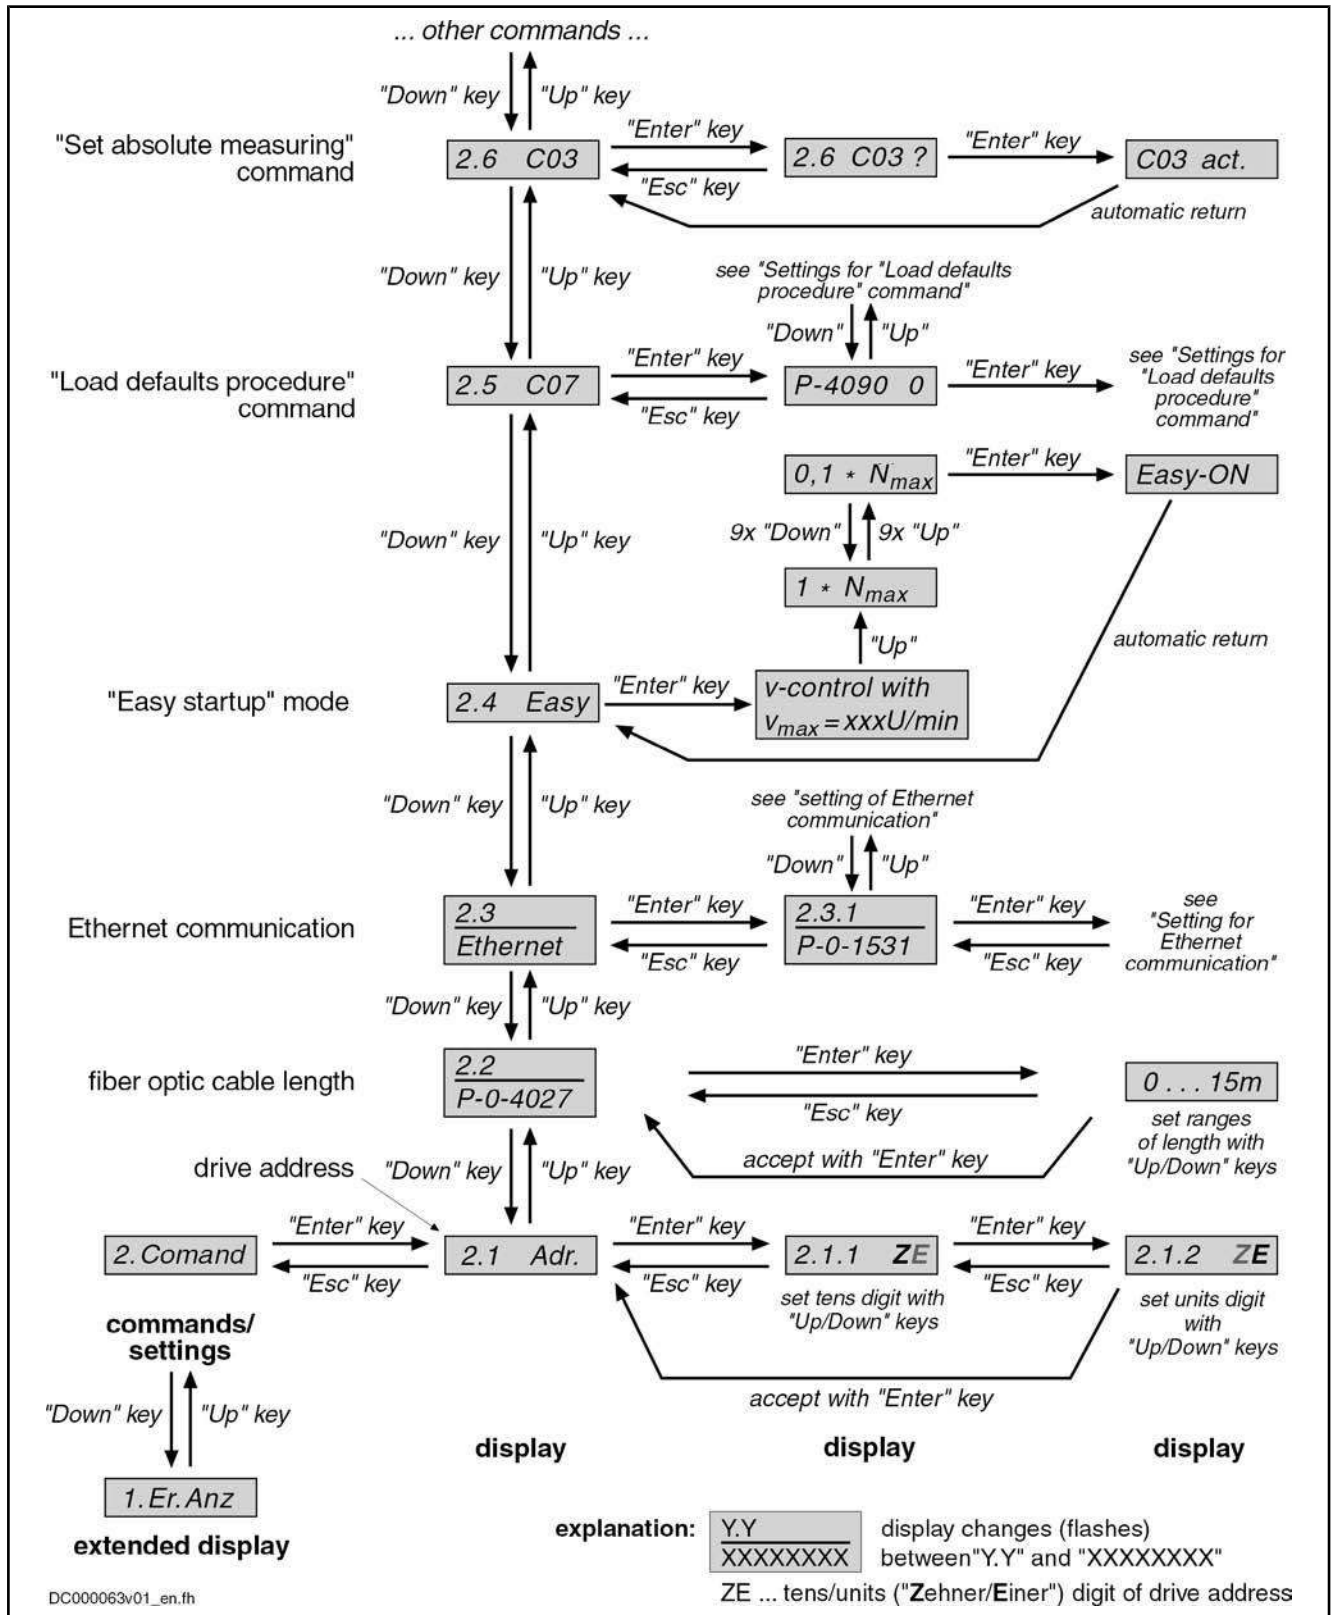 ... other commands ...
"Down" key
"Up" key
"Set absolute measuring"
command
2.6 C03
"Enter" key
"Esc" key
2.6 C03 ?
"Enter" key
C03 act.
automatic return
"Down" key
"Up" key
see "Settings for "Load defaults
procedure" command"
"Down"
"Up"
"Load defaults procedure"
command
2.5 C07
"Enter" key
"Esc" key
P-4090 0
"Enter" key
see "Settings for
"Load defaults
procedure"
command"
0,1 * Nmax
"Enter" key
Easy-ON
"Down" key
"Up" key
9x "Down"
9x "Up"
1 * Nmax
"Up"
automatic return
"Easy startup" mode
2.4 Easy
"Enter" key
v-control with
vmax = xxxU/min
"Down" key
"Up" key
see "setting of Ethernet
communication"
"Down"
"Up"
Ethernet communication
2.3
Ethernet
"Enter" key
"Esc" key
2.3.1
P-0-1531
"Enter" key
"Esc" key
see
"Setting for
Ethernet
communication"
"Down" key
"Up" key
fiber optic cable length
2.2
P-0-4027
"Enter" key
"Esc" key
0 . . . 15m
set ranges
of length with
"Up/Down" keys
accept with "Enter" key
drive address
"Down" key
"Up" key
2. Comand
"Enter" key
"Esc" key
2.1 Adr.
"Enter" key
"Esc" key
2.1.1 ZE
"Enter" key
"Esc" key
2.1.2 ZE
set tens digit with
"Up/Down" keys
set units digit
with
"Up/Down" keys
commands/
settings
accept with "Enter" key
"Down" key
"Up" key
display
display
display
1. Er. Anz
extended display
explanation:
Y.Y
XXXXXXXX
display changes (flashes)
between"Y.Y" and "XXXXXXXX"
ZE ... tens/units ("Zehner/Einer") digit of drive address
DC000063v01_en.fh